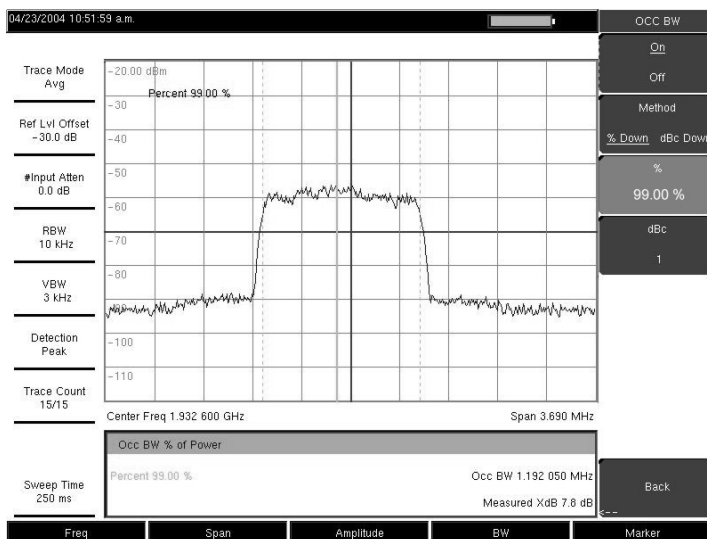 04/23/2004 10:51:59 a.m.
OCC BW
On
Off
Method
% Down dBc Down
%
99.00 %
dBc
1
Back
<--
Trace Mode
Avg
Ref Lvl Offset
-30.0 dB
#Input Atten
0.0 dB
RBW
10 kHz
VBW
3 kHz
Detection
Peak
Trace Count
15/15
Sweep Time
250 ms
-20.00 dBm
Percent 99.00 %
-30
-40
-50
-60
-70
-80
-90
-100
-110
Center Freq 1.932 600 GHz
Span 3.690 MHz
Occ BW % of Power
Percent 99.00 %
Occ BW 1.192 050 MHz
Measured XdB 7.8 dB
Freq
Span
Amplitude
BW
Marker